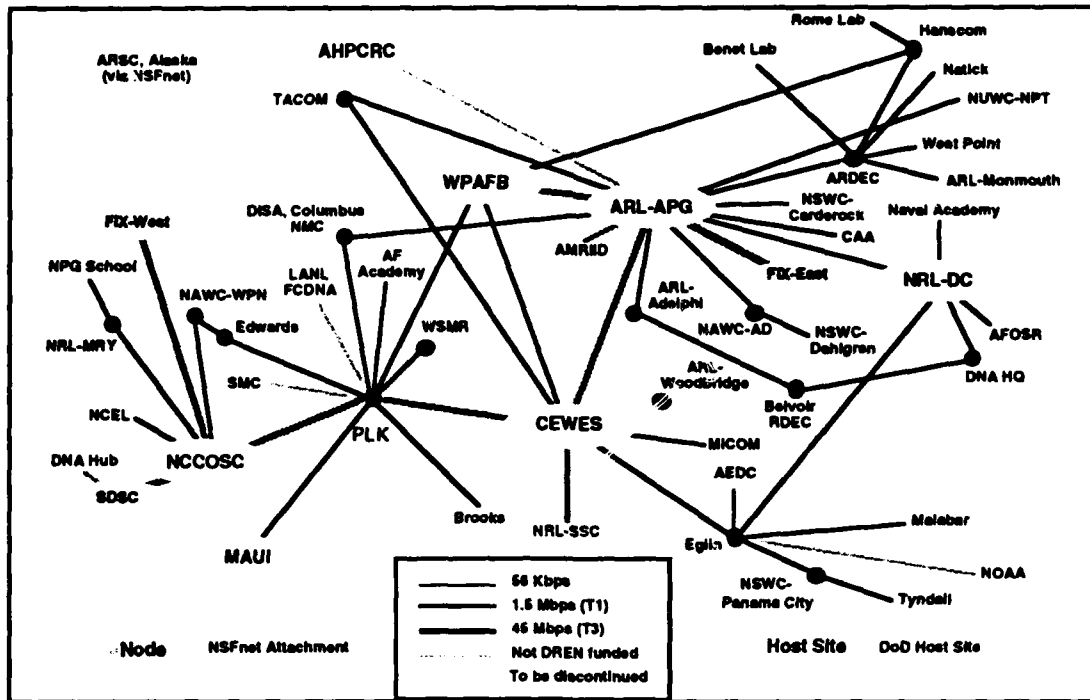 Rome Lab
Hanscom
ARSC, Alaska
(via NSFnet)
AHPCRC
Benet Lab
Natick
TACOM
NUWC-NPT
West Point
WPAFB
ARDEC
ARL-Monmouth
ARL-APG
NSWC-
Carderock
Naval Academy
DISA, Columbus
NMC
FIX-West
CAA
AMRIID
AF
Academy
FIX-East
NRL-DC
NPG School
LANL
FCDNA
ARL-
Adelphi
NAWC-WPN
Edwards
WSMR
NAWC-AD
NSWC-
Dahlgren
AFOSR
NRL-MRY
ARL-
Woodbridge
DNA HQ
SMC
Belvoir
RDEC
NCEL
PLK
CEWES
MICOM
DNA Hub
NCCOSC
AEDC
SDSC
Brooks
NRL-SSC
Malabar
MAUI
Eglin
NOAA
NSWC-
Panama City
Tyndall
56 Kbps
1.5 Mbps (T1)
45 Mbps (T3)
Not DREN funded
To be discontinued
Node
NSFnet Attachment
Host Site
DoD Host Site